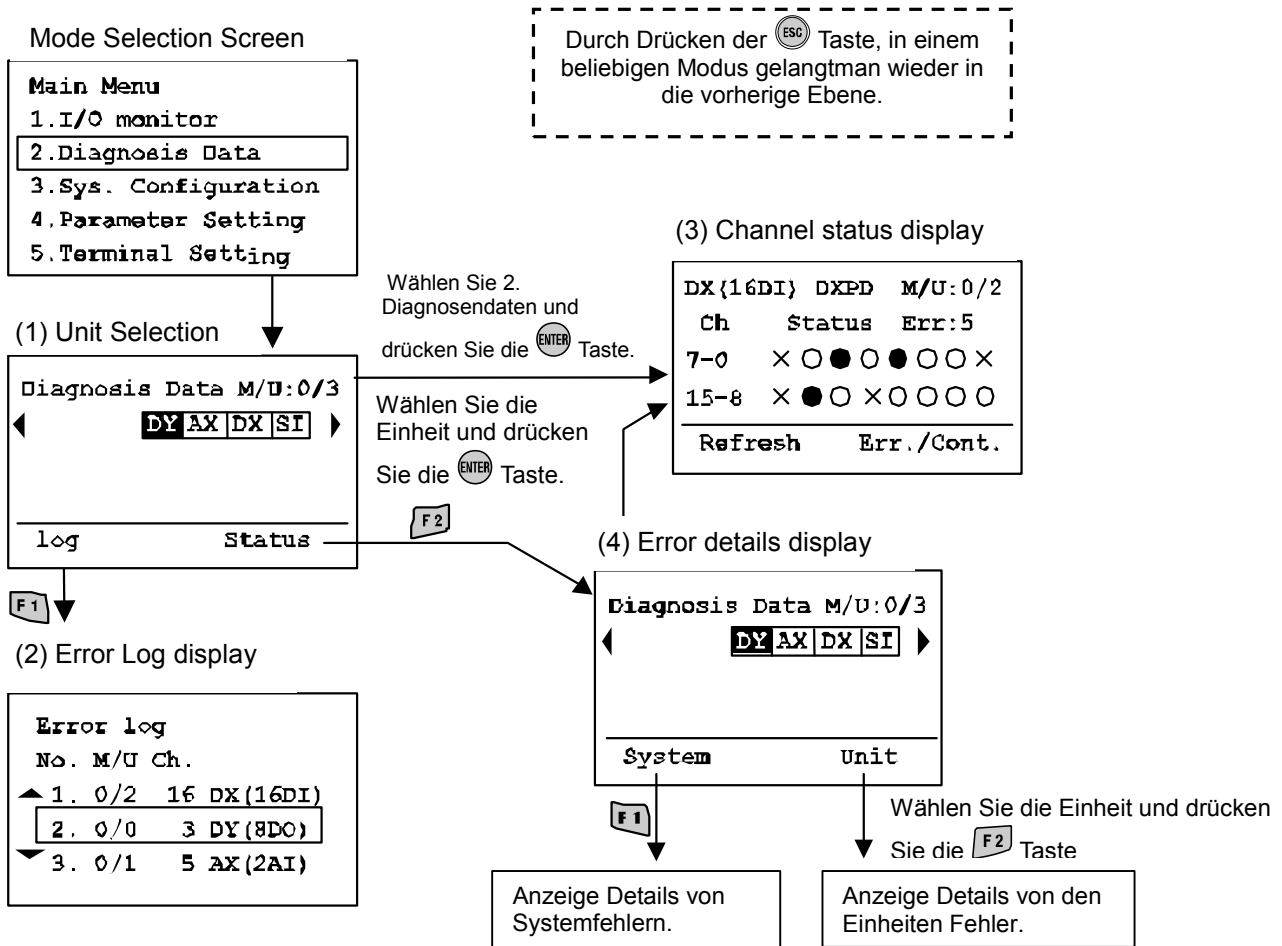 Mode Selection Screen
Main Menu
1.I/O monitor
2.Diagnosis Data
3.Sys. Configuration
4.Parameter Setting
5.Terminal Setting
Durch Drücken der ESC Taste, in einem
beliebigen Modus gelangtman wieder in
die vorherige Ebene.
Wählen Sie 2.
Diagnosendaten und
drücken Sie die ENTER Taste.
(1) Unit Selection
Diagnosis Data M/U:0/3
DY AX DX SI
log Status
Wählen Sie die
Einheit und drücken
Sie die ENTER Taste.
F2
F1
(2) Error Log display
Error log
No. M/U Ch.
1. 0/2 16 DX(16DI)
2. 0/0 3 DY(8DO)
3. 0/1 5 AX(2AI)
(3) Channel status display
DX(16DI) DXPD M/U:0/2
Ch Status Err:5
7-0 ×○●○●○○×
15-8 ×●○×○○○○
Refresh Err./Cont.
(4) Error details display
Diagnosis Data M/U:0/3
DY AX DX SI
System Unit
F1
Wählen Sie die Einheit und drücken
Sie die F2 Taste
Anzeige Details von
Systemfehlern.
Anzeige Details von den
Einheiten Fehler.